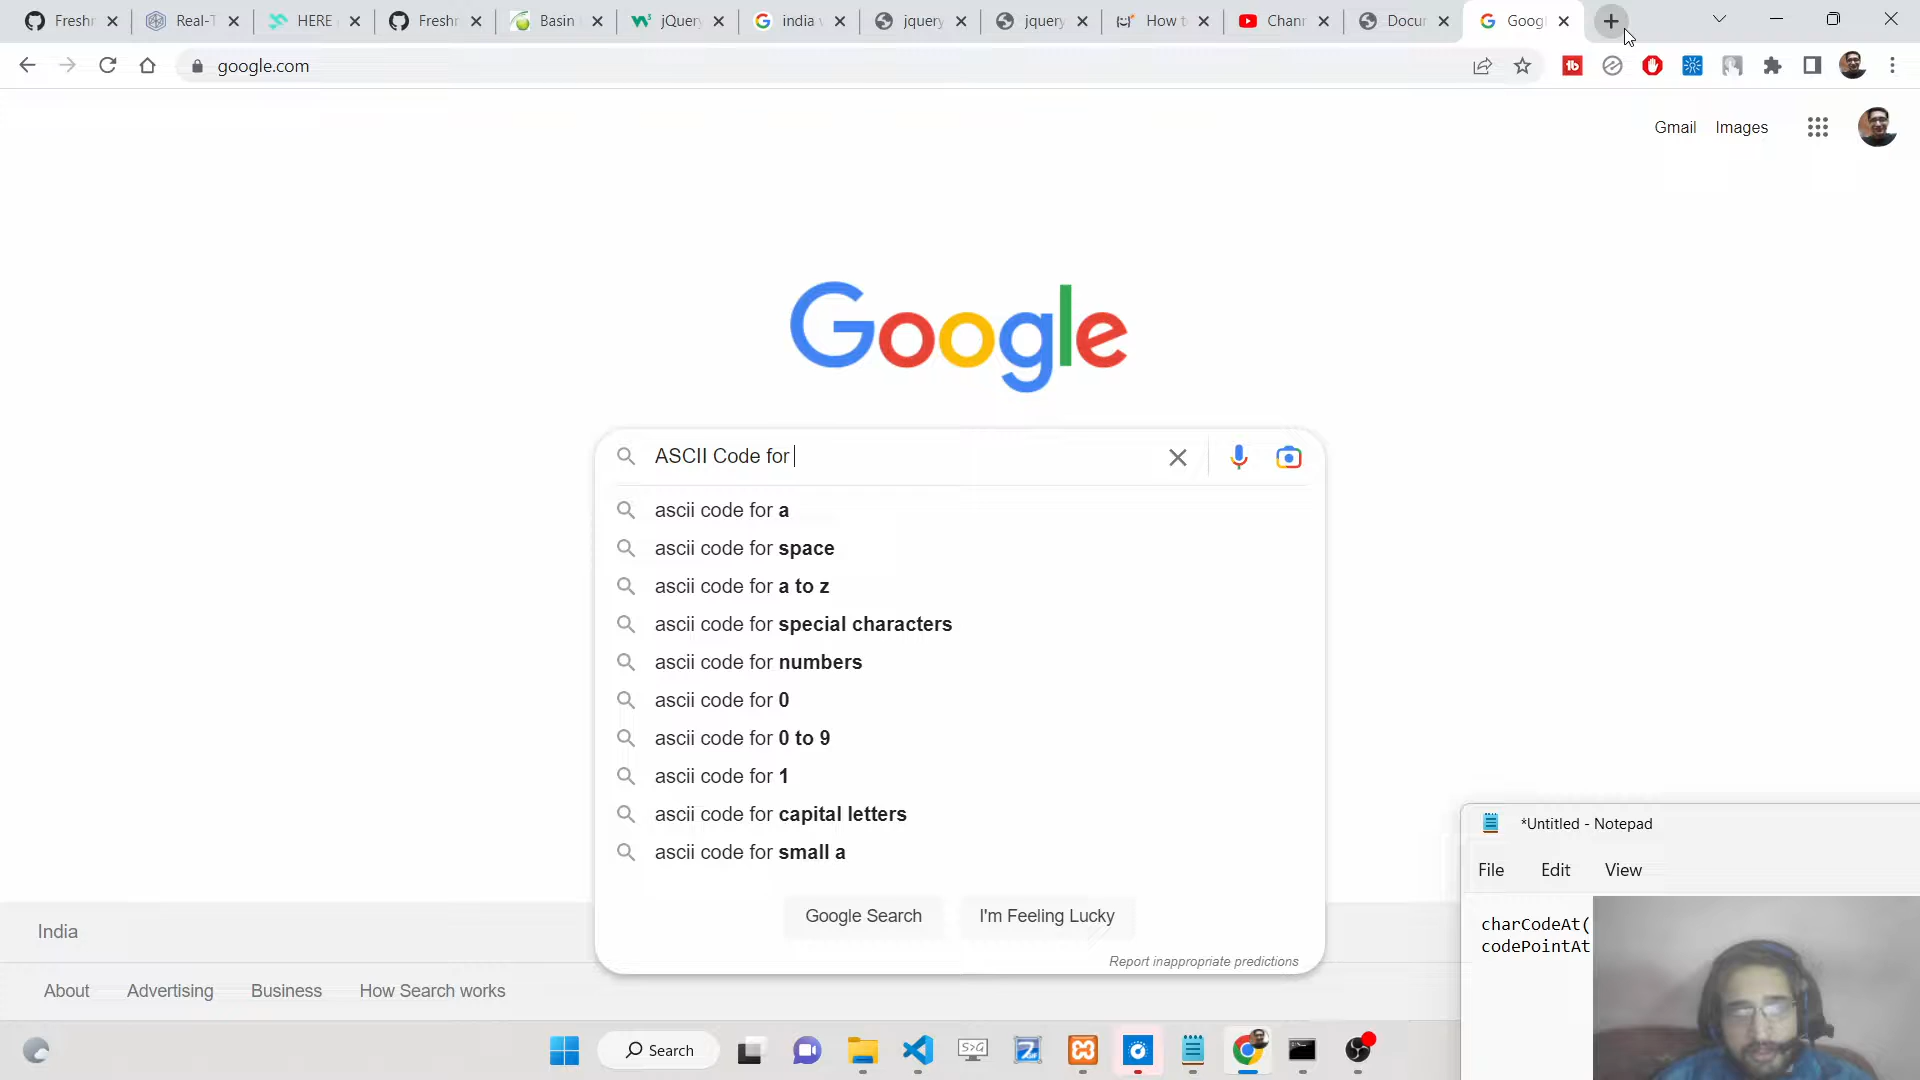 Freshr
Real-T
HERE
Freshr
Basin
jQuery
india v
jquery
jquery
How t
Chanr
Docur
Googl
google.com
Gmail
Images
Google
ASCII Code for
ascii code for a
ascii code for space
ascii code for a to z
ascii code for special characters
ascii code for numbers
ascii code for 0
ascii code for 0 to 9
ascii code for 1
ascii code for capital letters
ascii code for small a
Google Search
I'm Feeling Lucky
Report inappropriate predictions
India
About
Advertising
Business
How Search works
*Untitled - Notepad
File
Edit
View
charCodeAt(
codePointAt
Search